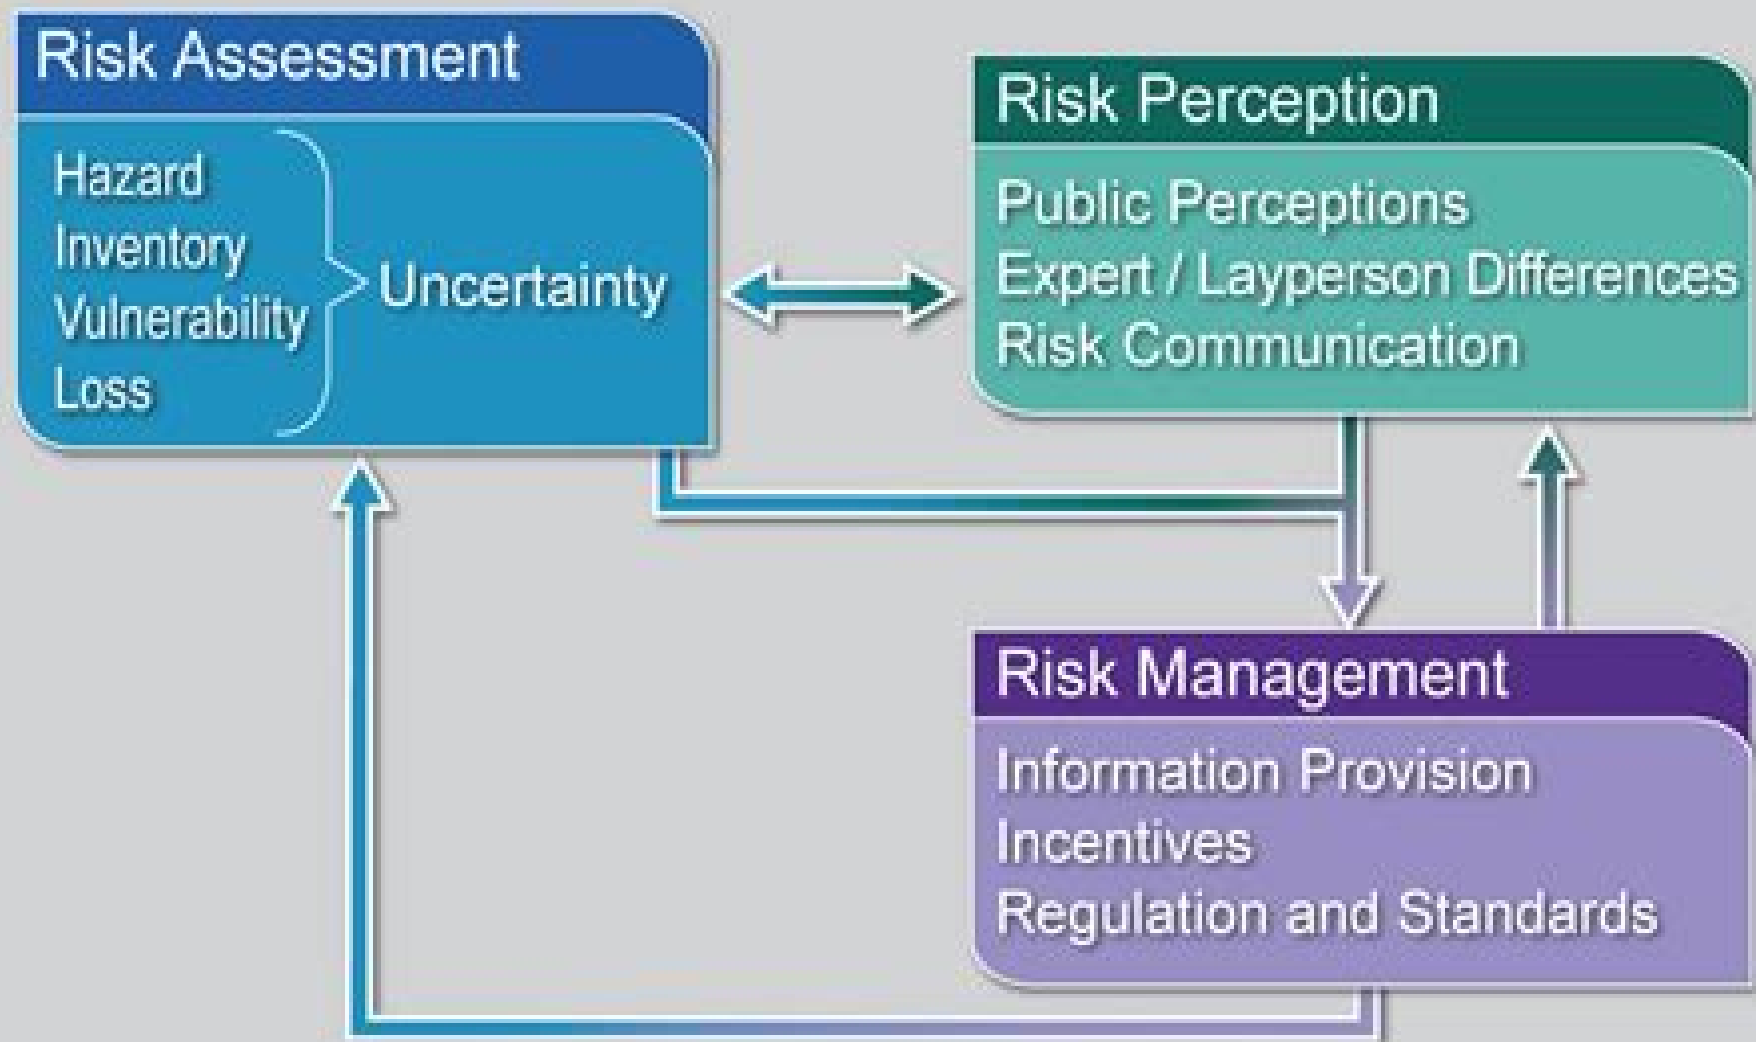 Risk Assessment
Hazard
Inventory
Vulnerability
Loss
Uncertainty
Risk Perception
Public Perceptions
Expert / Layperson Differences
Risk Communication
Risk Management
Information Provision
Incentives
Regulation and Standards